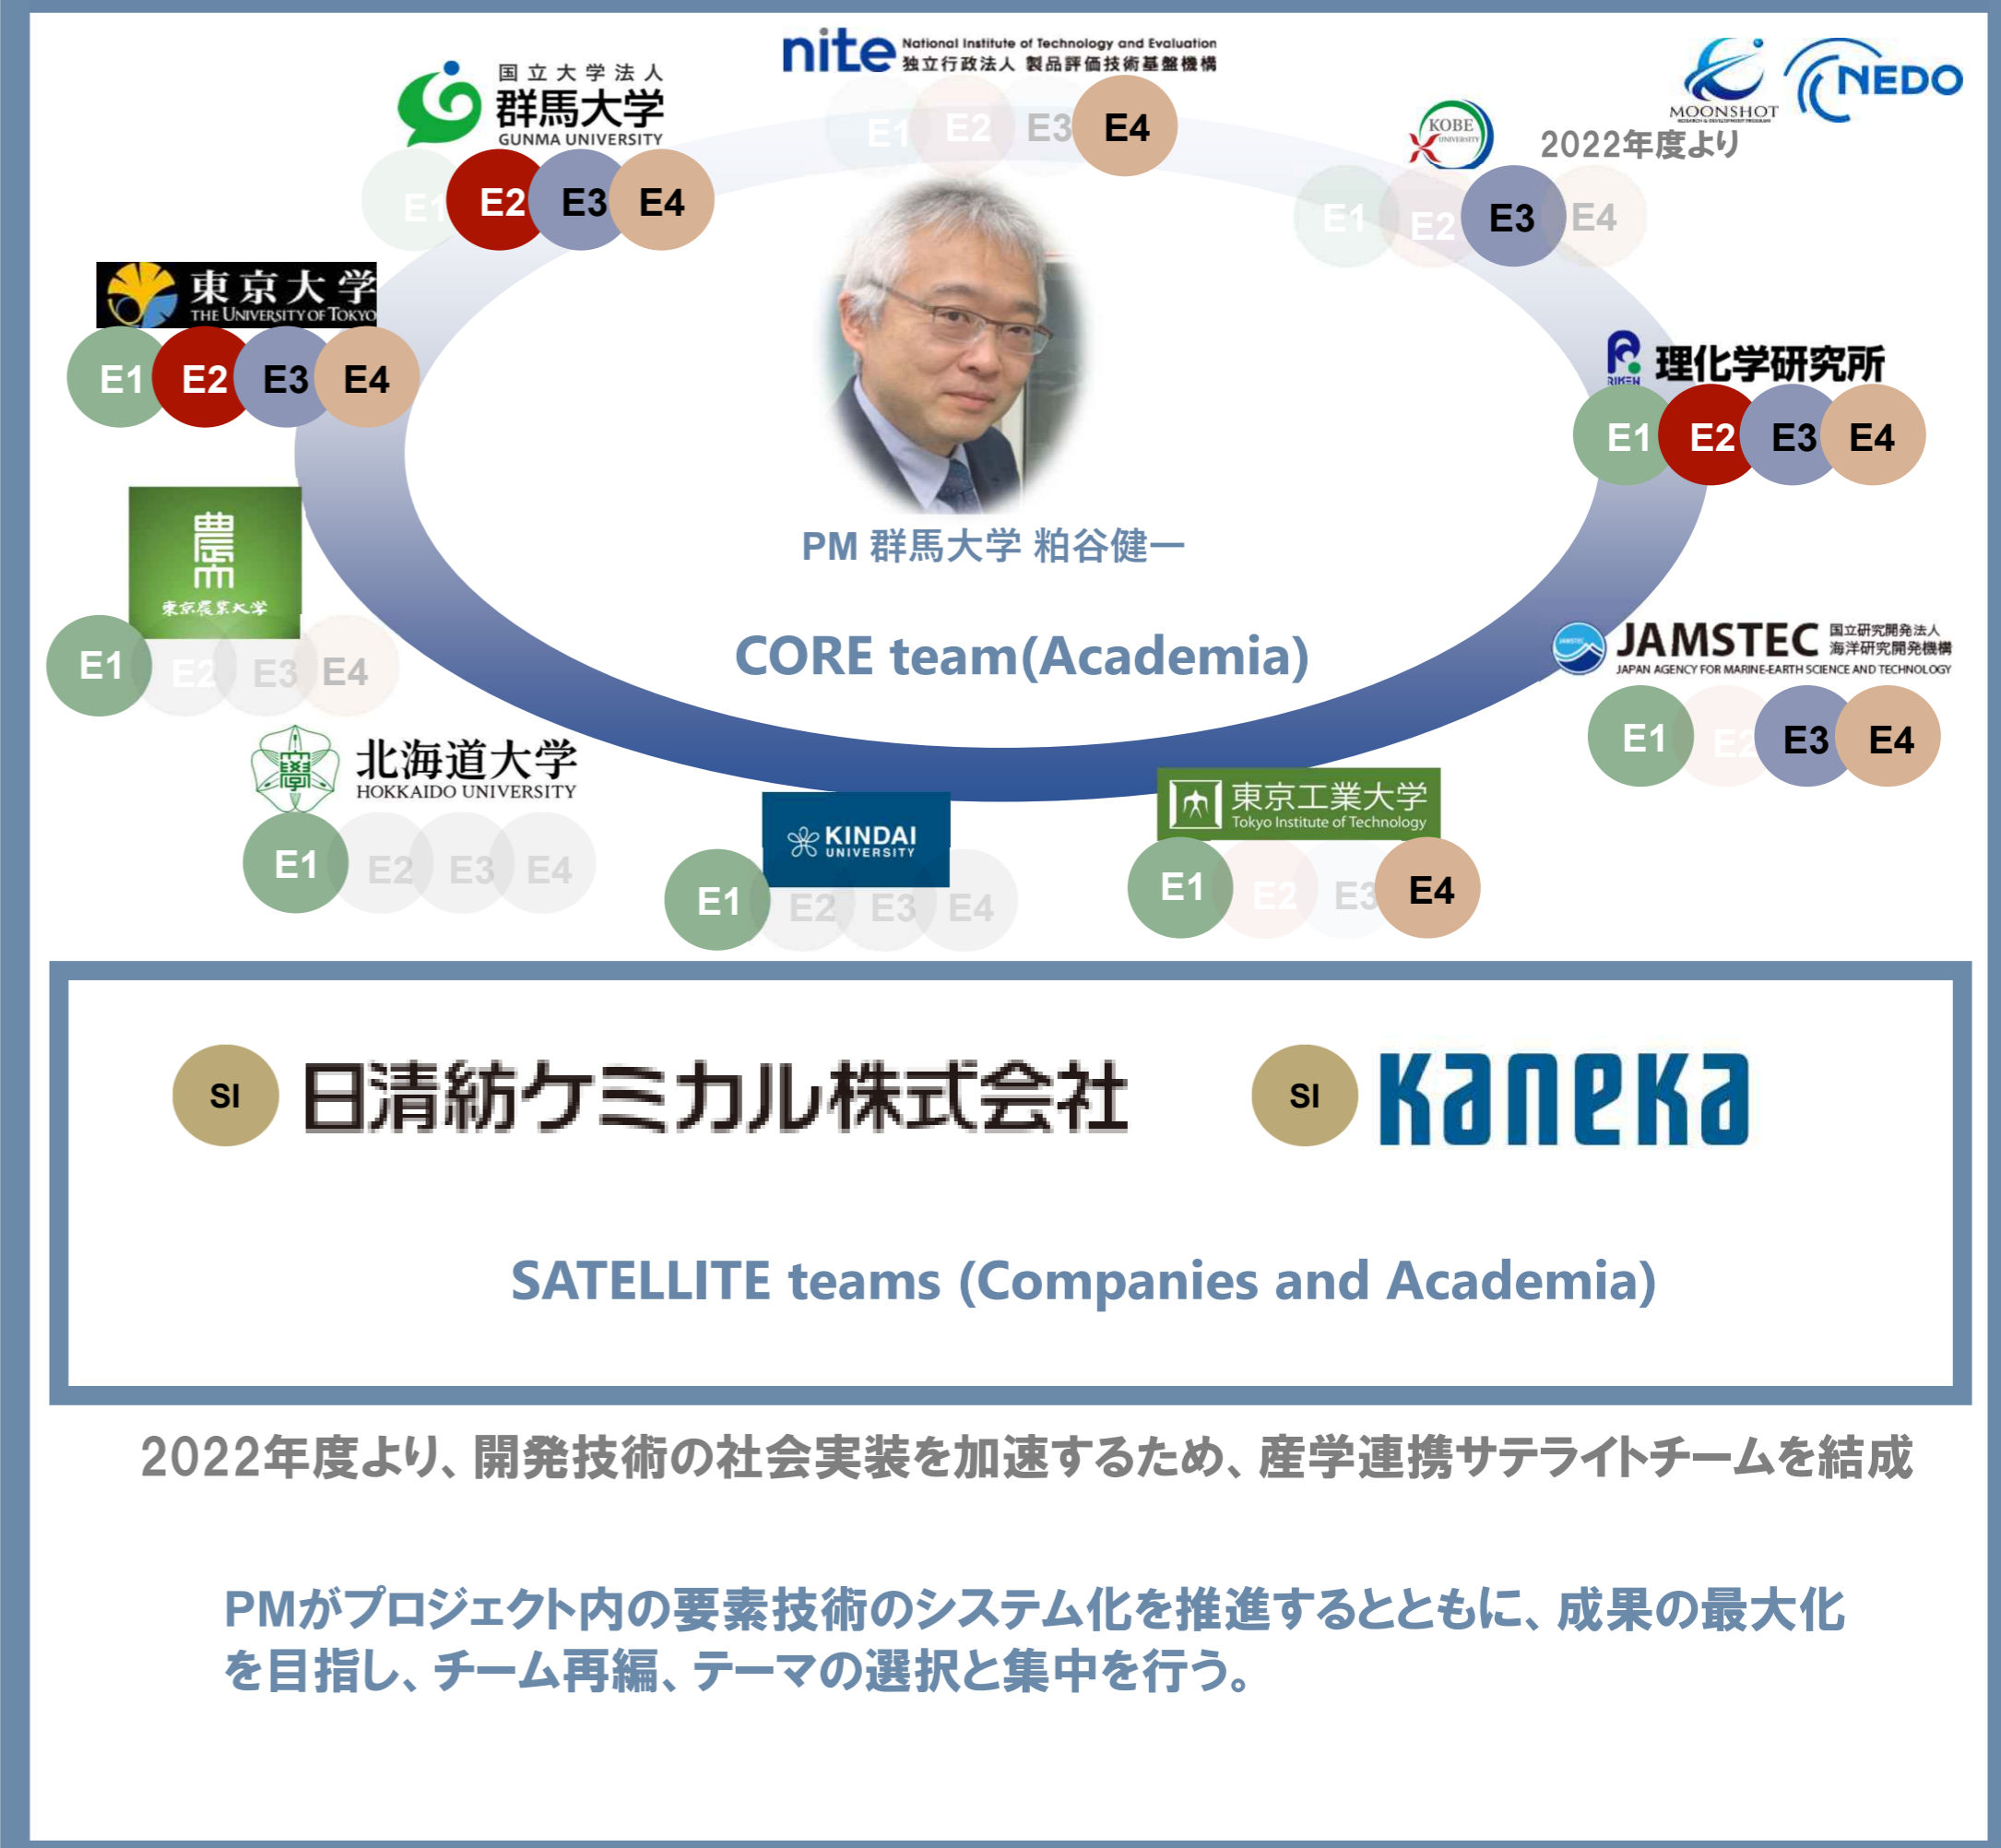 nite National Institute of Technology and Evaluation
独立行政法人 製品評価技術基盤機構
E1 E2 E3 E4
国立大学法人
群馬大学
GUNMA UNIVERSITY
E1 E2 E3 E4
MOONSHOT
RESEARCH & DEVELOPMENT PROGRAM
NEDO
KOBE
UNIVERSITY
2022年度より
E1 E2 E3 E4
東京大学
THE UNIVERSITY OF TOKYO
E1 E2 E3 E4
RIKEN
理化学研究所
E1 E2 E3 E4
PM 群馬大学 粕谷健一
農大
東京農業大学
E1 E2 E3 E4
CORE team(Academia)
JAMSTEC
JAMSTEC 国立研究開発法人
海洋研究開発機構
JAPAN AGENCY FOR MARINE-EARTH SCIENCE AND TECHNOLOGY
E1 E2 E3 E4
北海道大学
HOKKAIDO UNIVERSITY
E1 E2 E3 E4
KINDAI
UNIVERSITY
E1 E2 E3 E4
東京工業大学
Tokyo Institute of Technology
E1 E2 E3 E4
SI 日清紡ケミカル株式会社
SI kaneka
SATELLITE teams (Companies and Academia)
2022年度より、開発技術の社会実装を加速するため、産学連携サテライトチームを結成
PMがプロジェクト内の要素技術のシステム化を推進するとともに、成果の最大化
を目指し、チーム再編、テーマの選択と集中を行う。